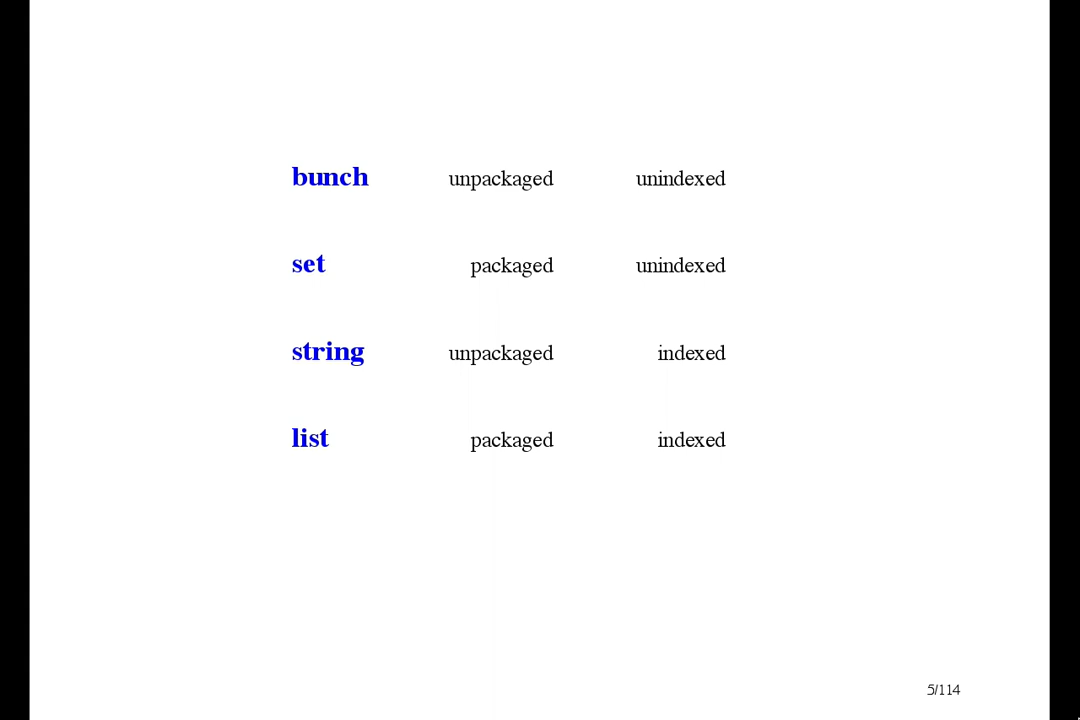 bunch unpackaged unindexed
set packaged unindexed
string unpackaged indexed
list packaged indexed
5/114